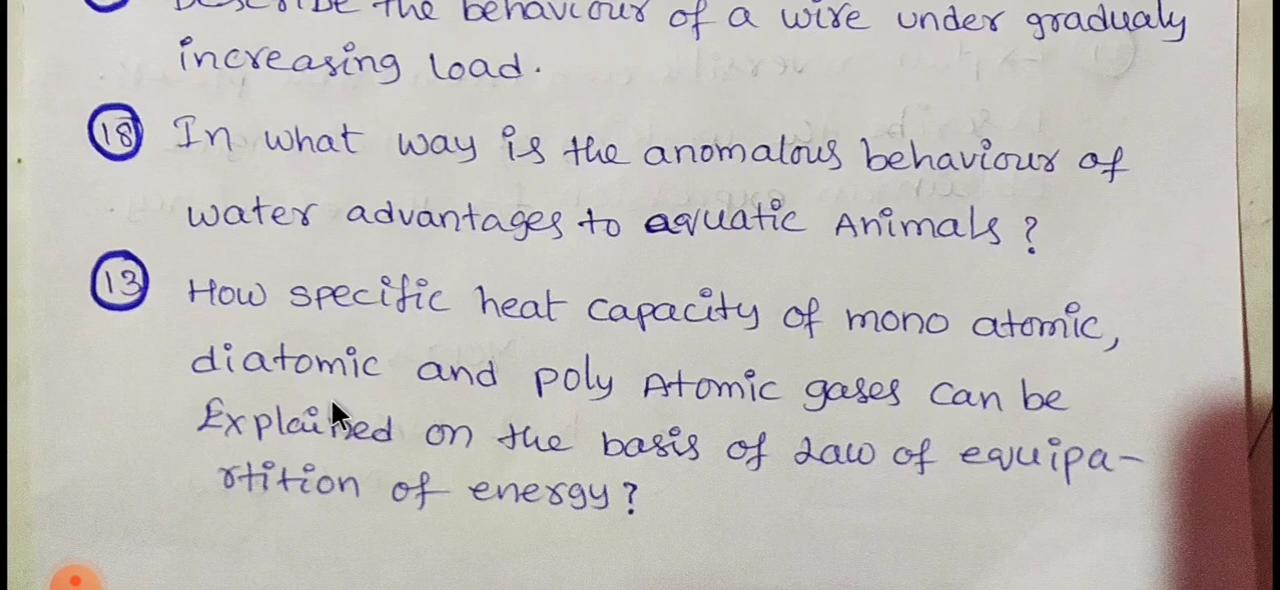 Describe the behaviour of a wire under gradualy
increasing load.
18 In what way is the anomalous behaviour of
water advantages to aquatic Animals?
13 How specific heat capacity of mono atomic,
diatomic and poly Atomic gases can be
Explained on the basis of Law of equipa-
rtition of energy?